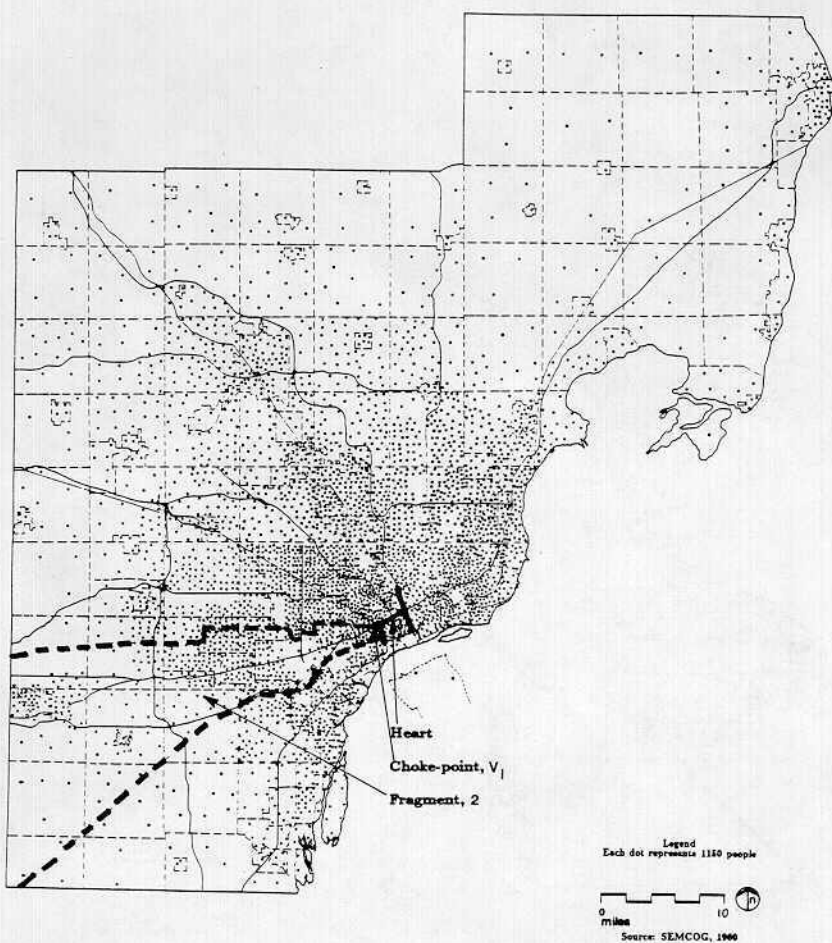 Heart
Choke-point, V1
Fragment, 2
Legend
Each dot represents 1150 people
0 10
miles
n
Source: SEMCOG, 1960